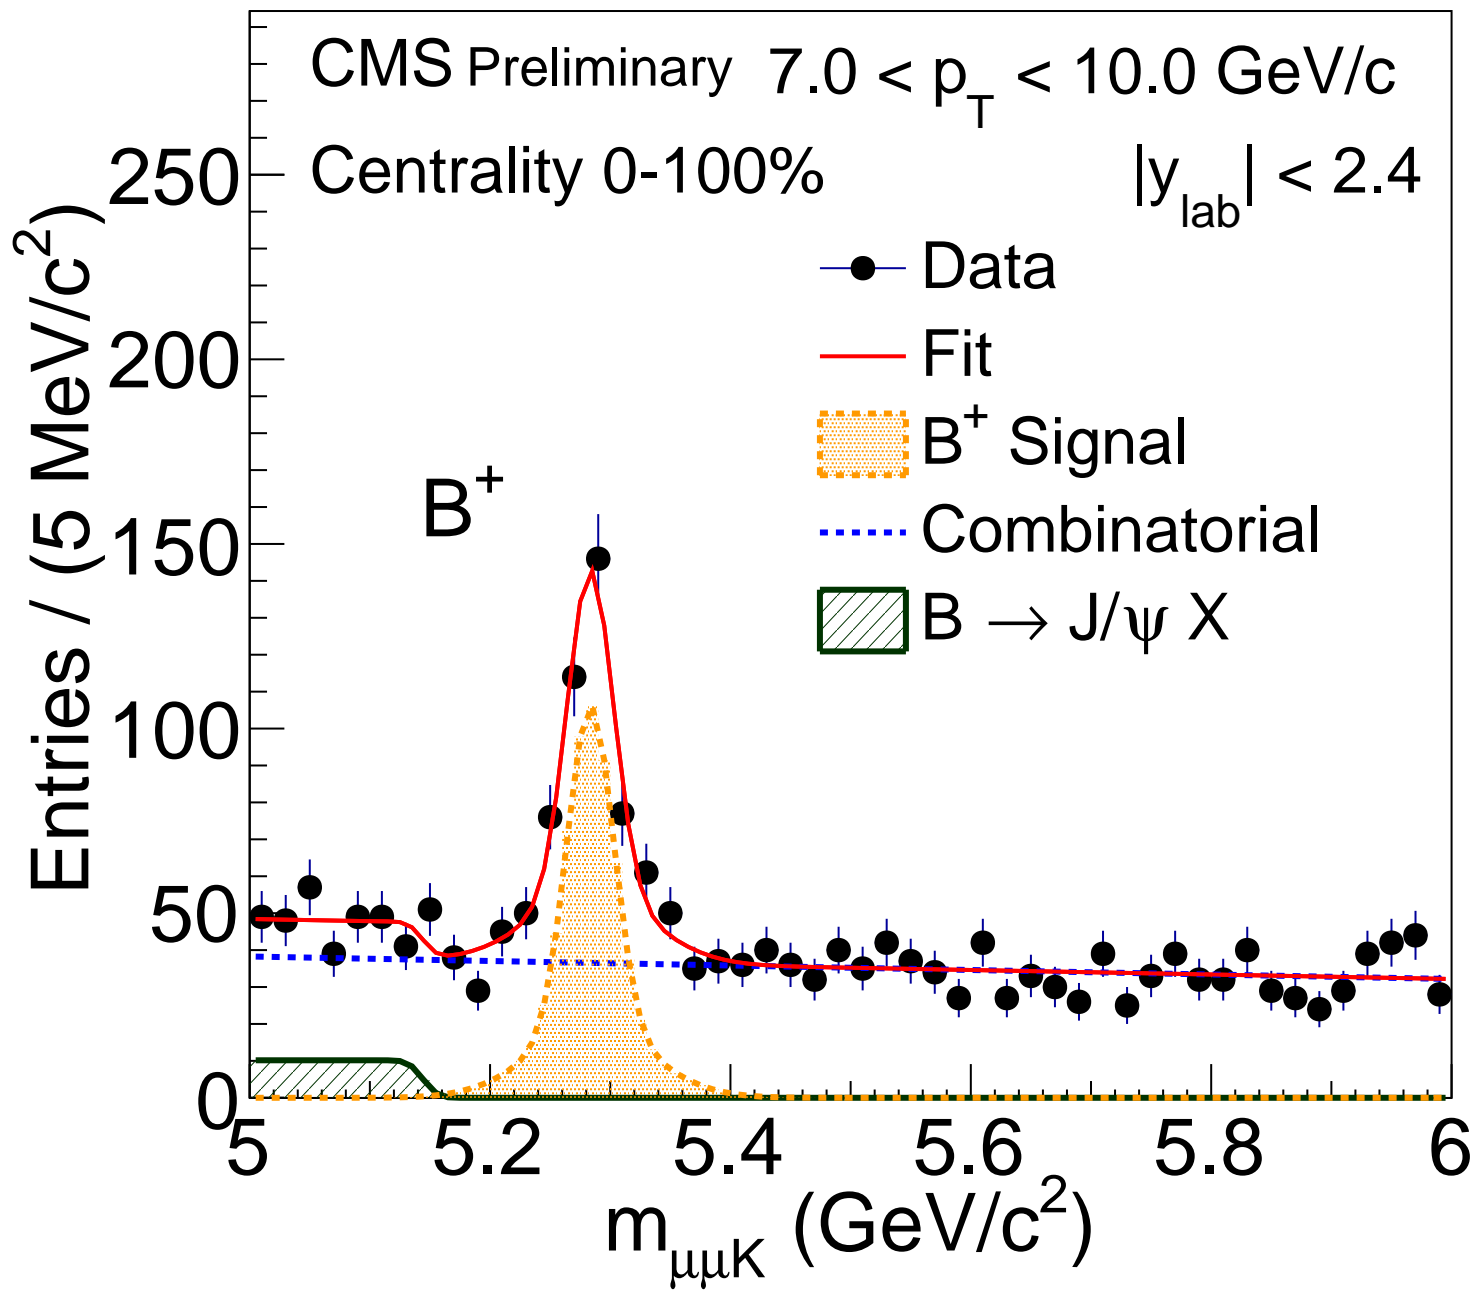 CMS Preliminary 7.0 < p_T < 10.0 GeV/c
Centrality 0-100% |y_lab| < 2.4
Data
Fit
B⁺ Signal
Combinatorial
B → J/ψ X
B⁺
Entries / (5 MeV/c²)
250
200
150
100
50
0
5 5.2 5.4 5.6 5.8 6
m_μμK (GeV/c²)